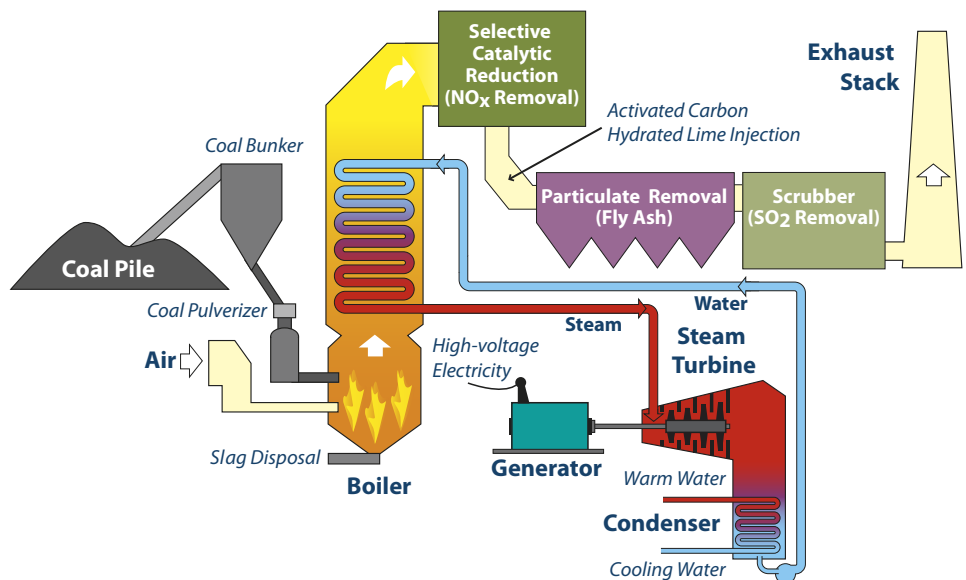 Selective
Catalytic
Reduction
(NOx Removal)
Exhaust
Stack
Activated Carbon
Hydrated Lime Injection
Coal Bunker
Particulate Removal
(Fly Ash)
Scrubber
(SO2 Removal)
Coal Pile
Coal Pulverizer
Water
Steam
Steam
Turbine
Air
High-voltage
Electricity
Slag Disposal
Boiler
Generator
Warm Water
Condenser
Cooling Water